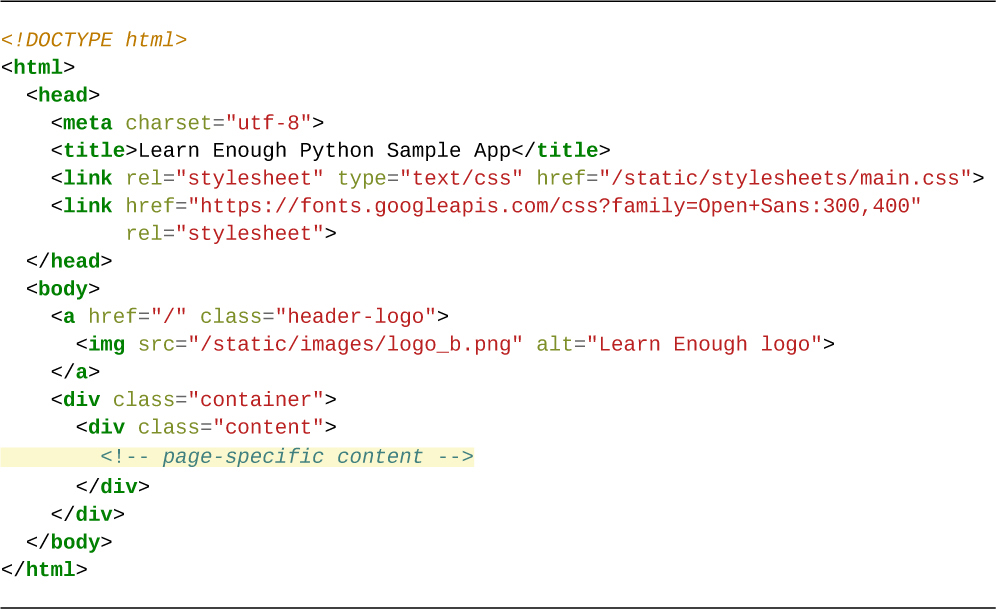 <!DOCTYPE html>
<html>
  <head>
    <meta charset="utf-8">
    <title>Learn Enough Python Sample App</title>
    <link rel="stylesheet" type="text/css" href="/static/stylesheets/main.css">
    <link href="https://fonts.googleapis.com/css?family=Open+Sans:300,400"
          rel="stylesheet">
  </head>
  <body>
    <a href="/" class="header-logo">
      <img src="/static/images/logo_b.png" alt="Learn Enough logo">
    </a>
    <div class="container">
      <div class="content">
        <!-- page-specific content -->
      </div>
    </div>
  </body>
</html>